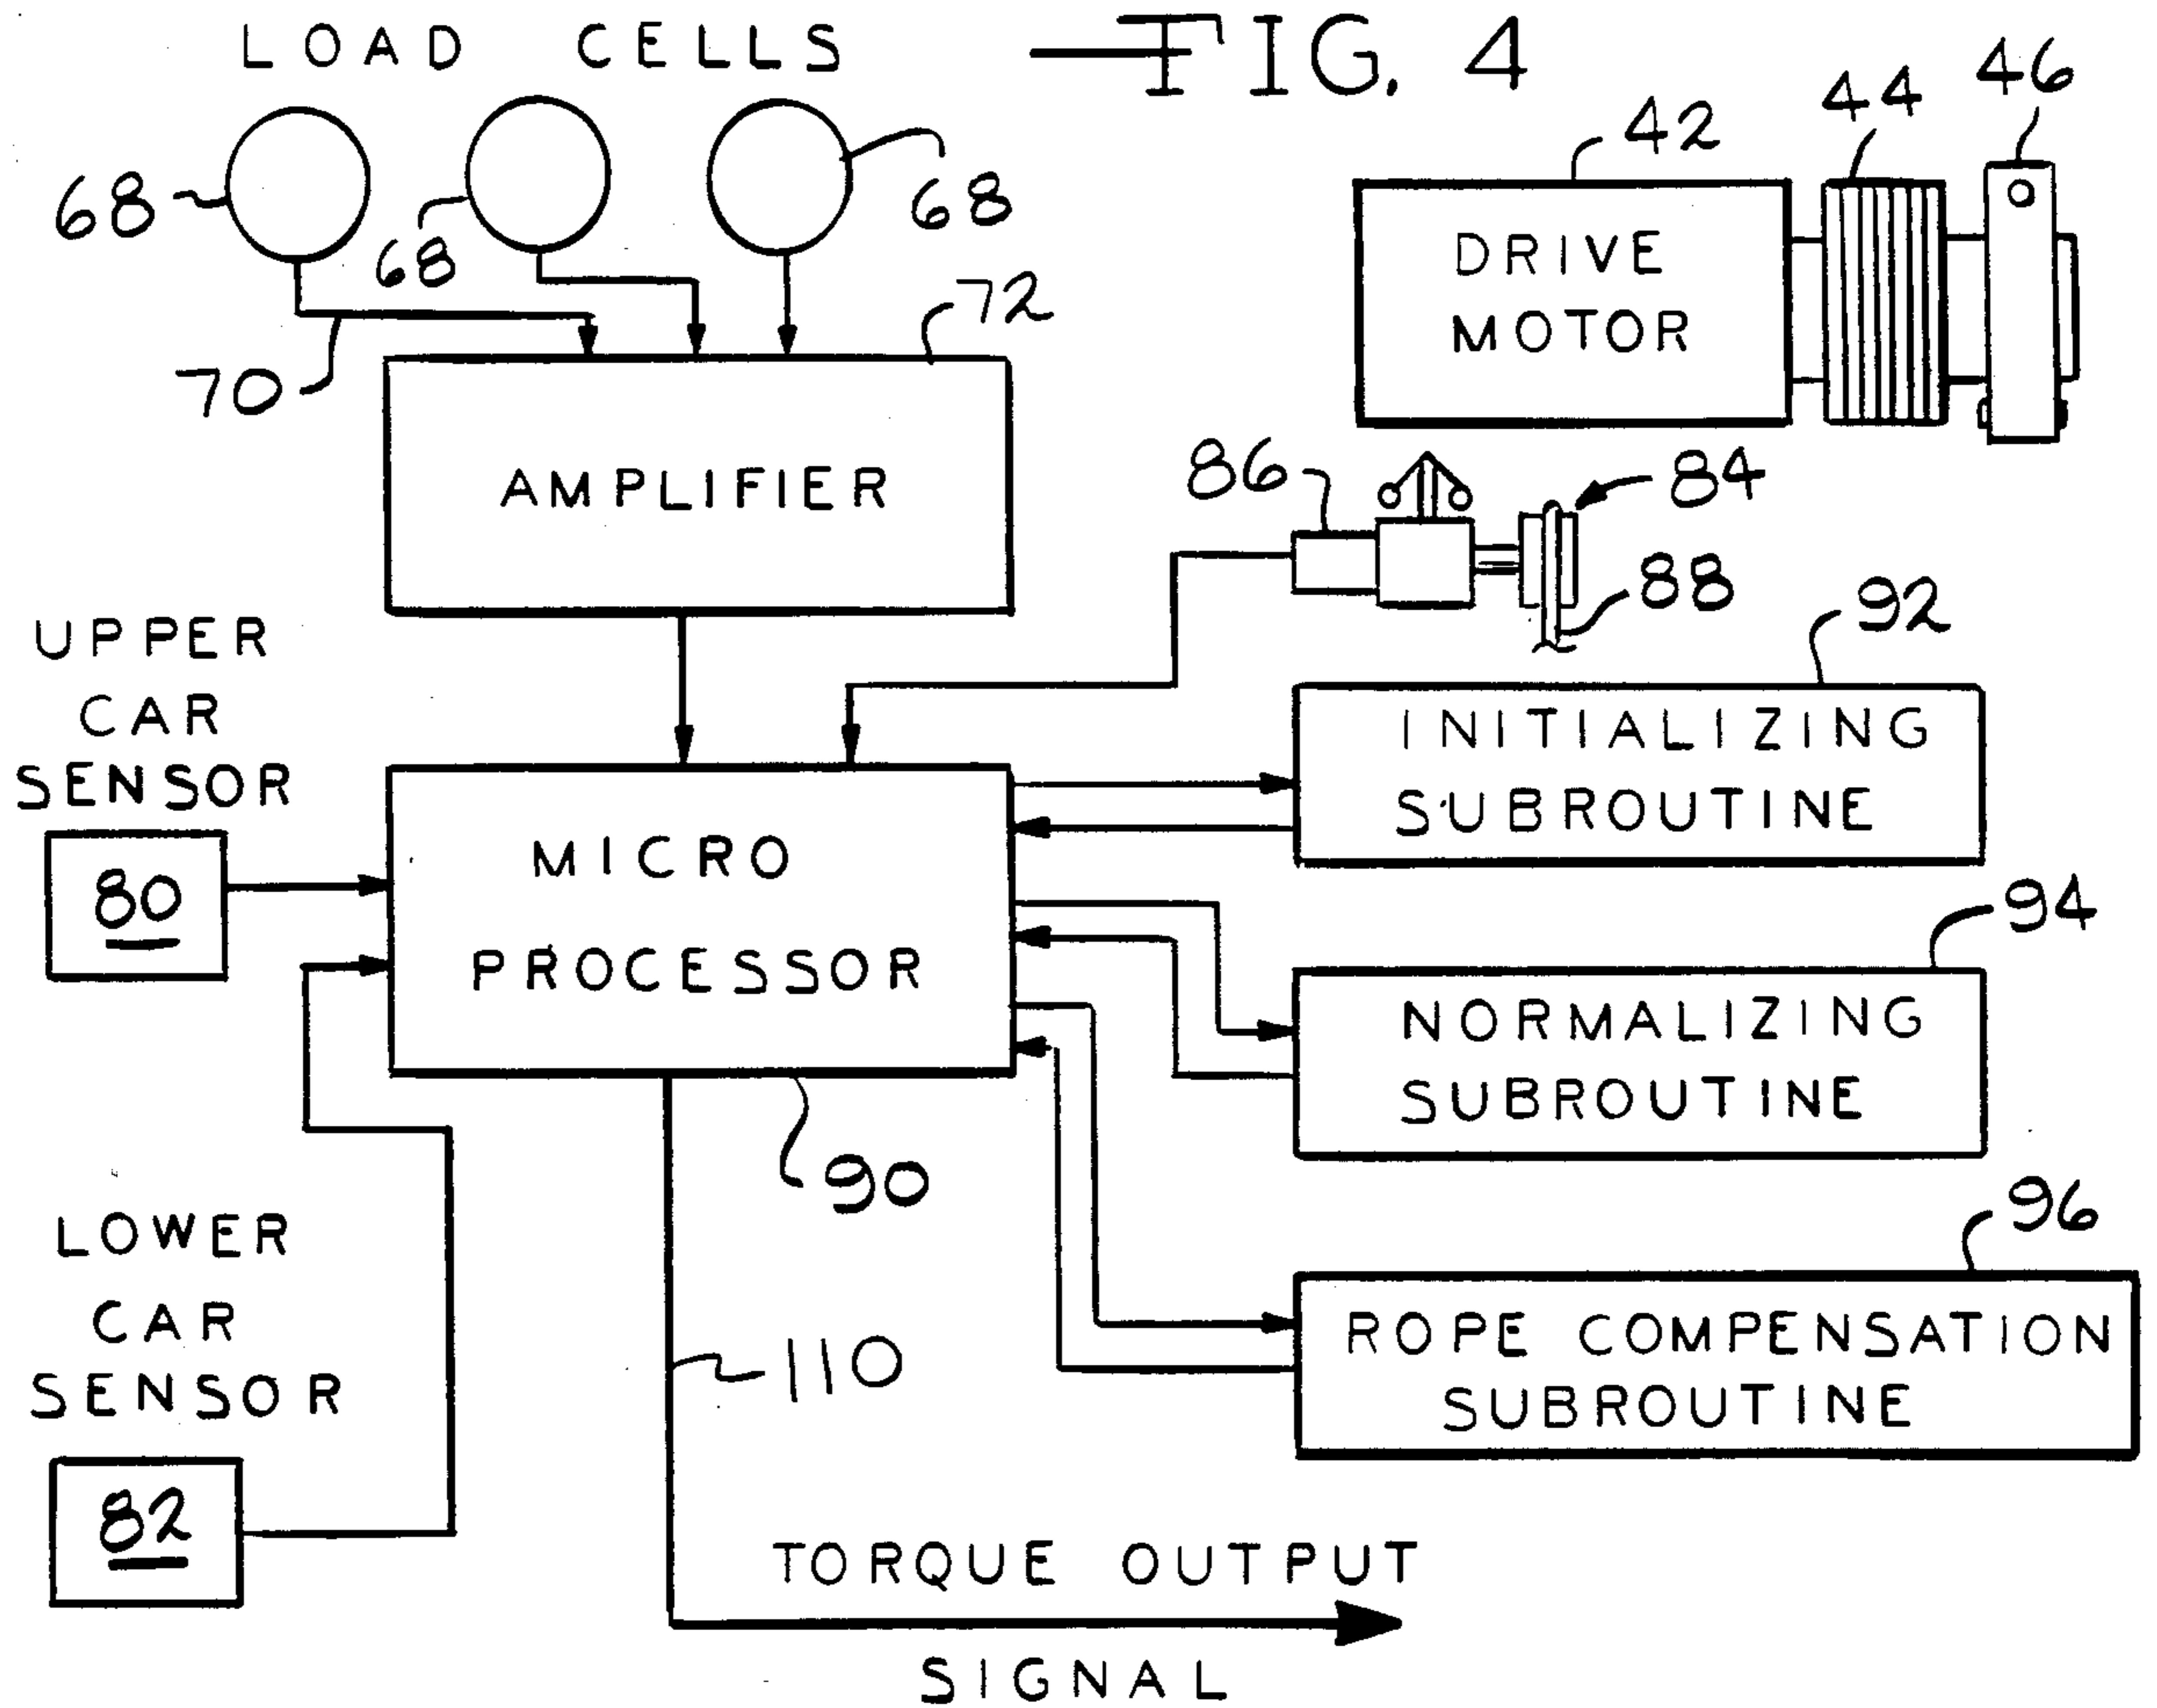 LOAD CELLS
FIG. 4
68
68
68
70
72
AMPLIFIER
42
44
46
DRIVE
MOTOR
86
84
88
UPPER
CAR
SENSOR
80
MICRO
PROCESSOR
90
92
INITIALIZING
SUBROUTINE
94
NORMALIZING
SUBROUTINE
96
ROPE COMPENSATION
SUBROUTINE
LOWER
CAR
SENSOR
82
110
TORQUE OUTPUT
SIGNAL